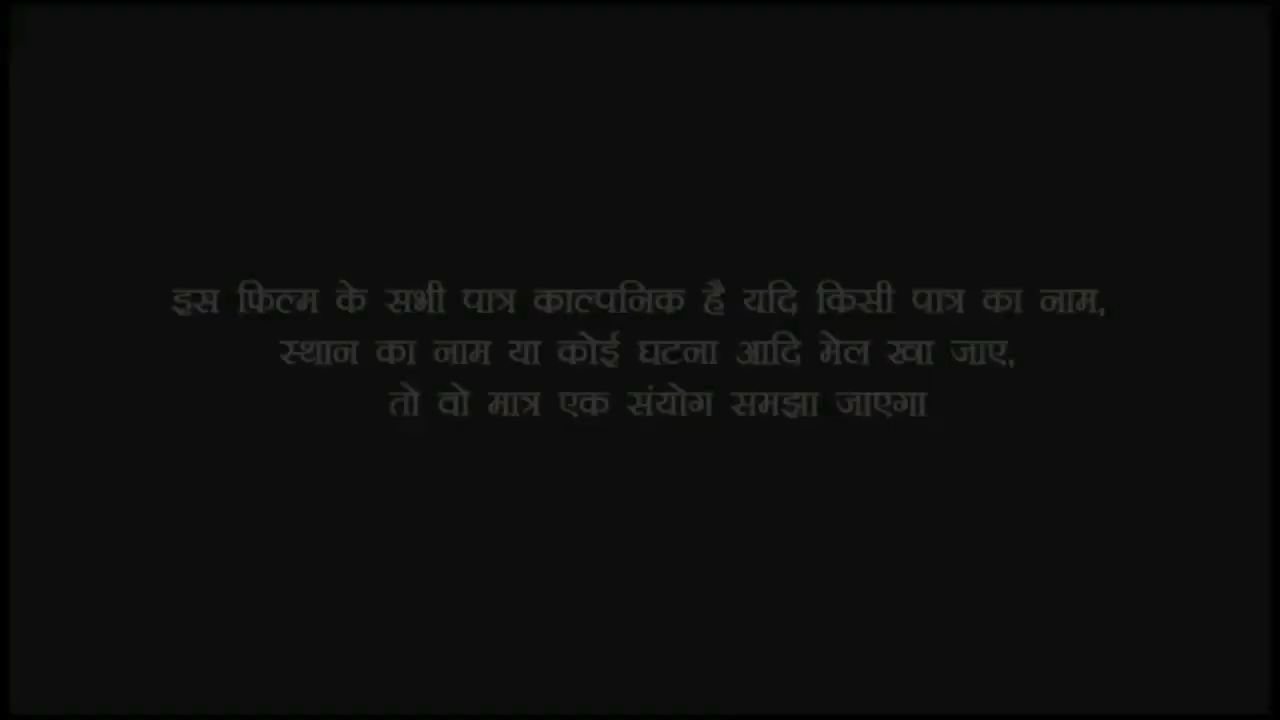 इस फिल्म के सभी पात्र काल्पनिक है यदि किसी पात्र का नाम,
स्थान का नाम या कोई घटना आदि मेल खा जाए,
तो वो मात्र एक संयोग समझा जाएगा